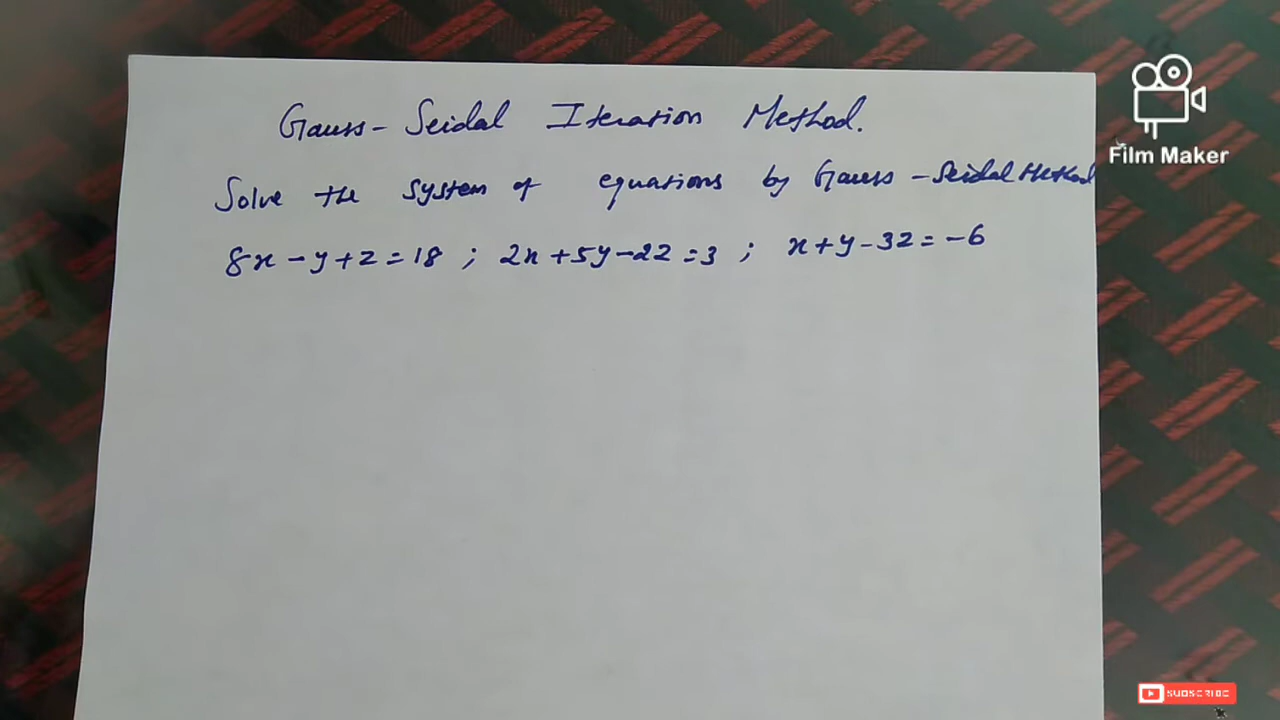 Gauss - Seidal Iteration Method.
Solve the system of equations by Gauss - Seidal Method
8x - y + z = 18 ; 2x + 5y - 2z = 3 ; x + y - 3z = -6
Film Maker
SUBSCRIBE